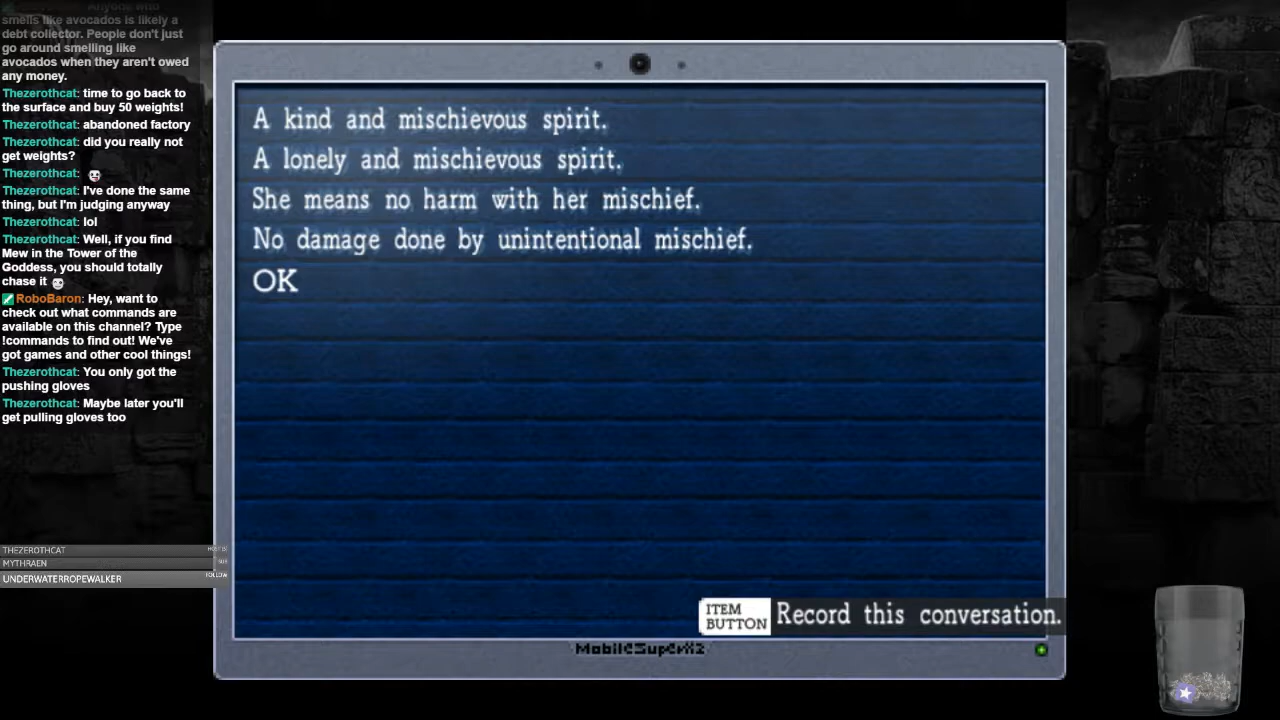 Anyone who
smells like avocados is likely a
debt collector. People don't just
go around smelling like
avocados when they aren't owed
any money.
Thezerothcat: time to go back to
the surface and buy 50 weights!
Thezerothcat: abandoned factory
Thezerothcat: did you really not
get weights?
Thezerothcat:
Thezerothcat: I've done the same
thing, but I'm judging anyway
Thezerothcat: lol
Thezerothcat: Well, if you find
Mew in the Tower of the
Goddess, you should totally
chase it
RoboBaron: Hey, want to
check out what commands are
available on this channel? Type
!commands to find out! We've
got games and other cool things!
Thezerothcat: You only got the
pushing gloves
Thezerothcat: Maybe later you'll
get pulling gloves too
THEZEROTHCAT
MYTHRAEN SUB
UNDERWATERROPEWALKER FOLLOW
A kind and mischievous spirit.
A lonely and mischievous spirit.
She means no harm with her mischief.
No damage done by unintentional mischief.
OK
ITEM
BUTTON
Record this conversation.
MobileSuperX2